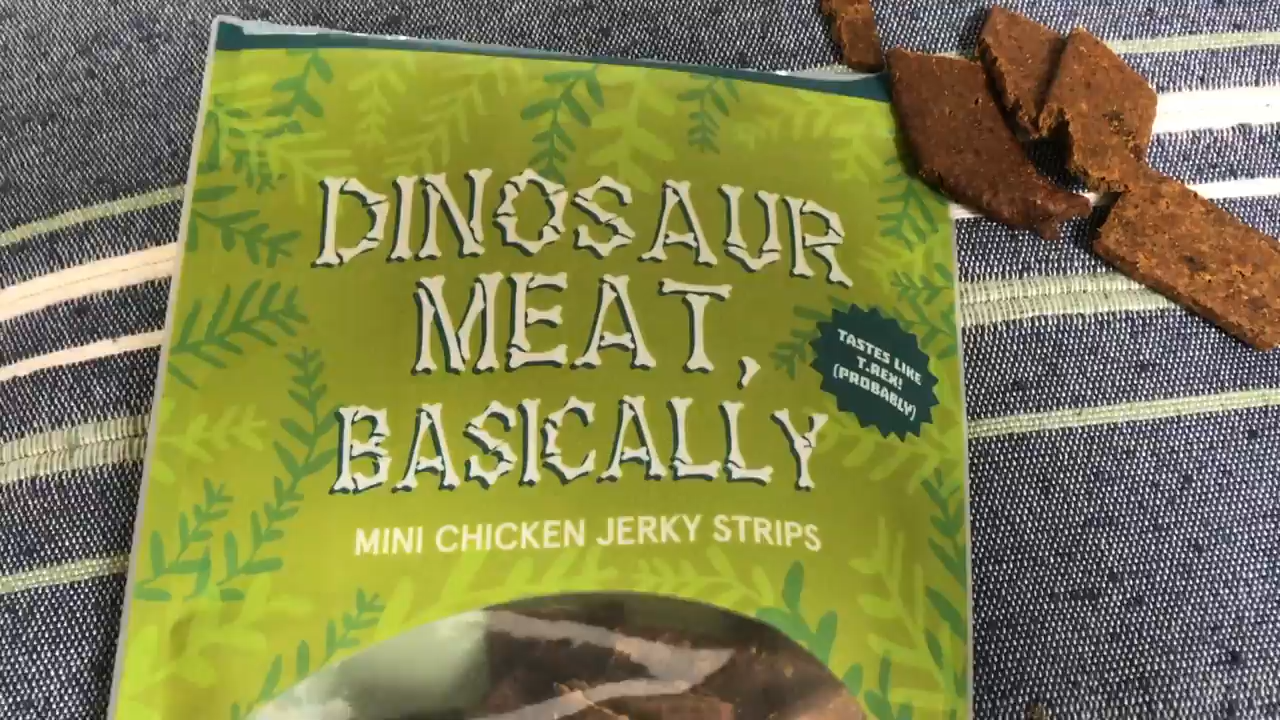 DINOSAUR
MEAT,
BASICALLY
TASTES LIKE
T.REX!
(PROBABLY)
MINI CHICKEN JERKY STRIPS